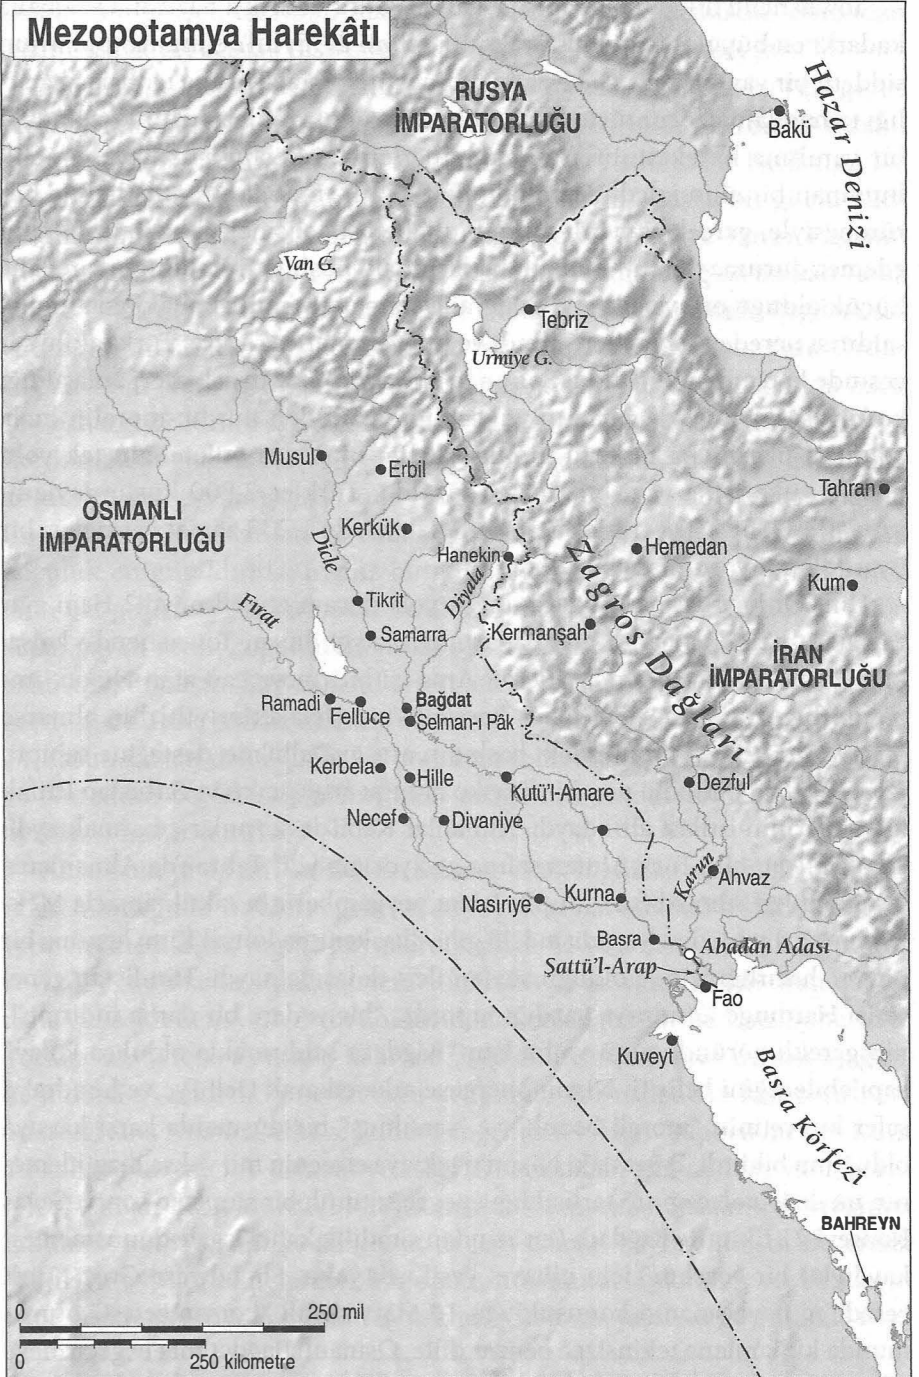 Mezopotamya Harekâtı
RUSYA
İMPARATORLUĞU
Hazar Denizi
Bakü
Van G.
Tebriz
Urmiye G.
Musul
Erbil
Tahran
OSMANLI
İMPARATORLUĞU
Kerkük
Dicle
Hanekin
Hemedan
Zagros Dağları
Diyala
Kum
Tikrit
Fırat
Samarra
Kermanşah
İRAN
İMPARATORLUĞU
Ramadi
Felluce
Bağdat
Selman-ı Pâk
Kerbela
Hille
Kutü'l-Amare
Dezful
Necef
Divaniye
Karun
Ahvaz
Nasıriye
Kurna
Basra
Abadan Adası
Şattü'l-Arap
Fao
Kuveyt
Basra Körfezi
BAHREYN
0 250 mil
0 250 kilometre